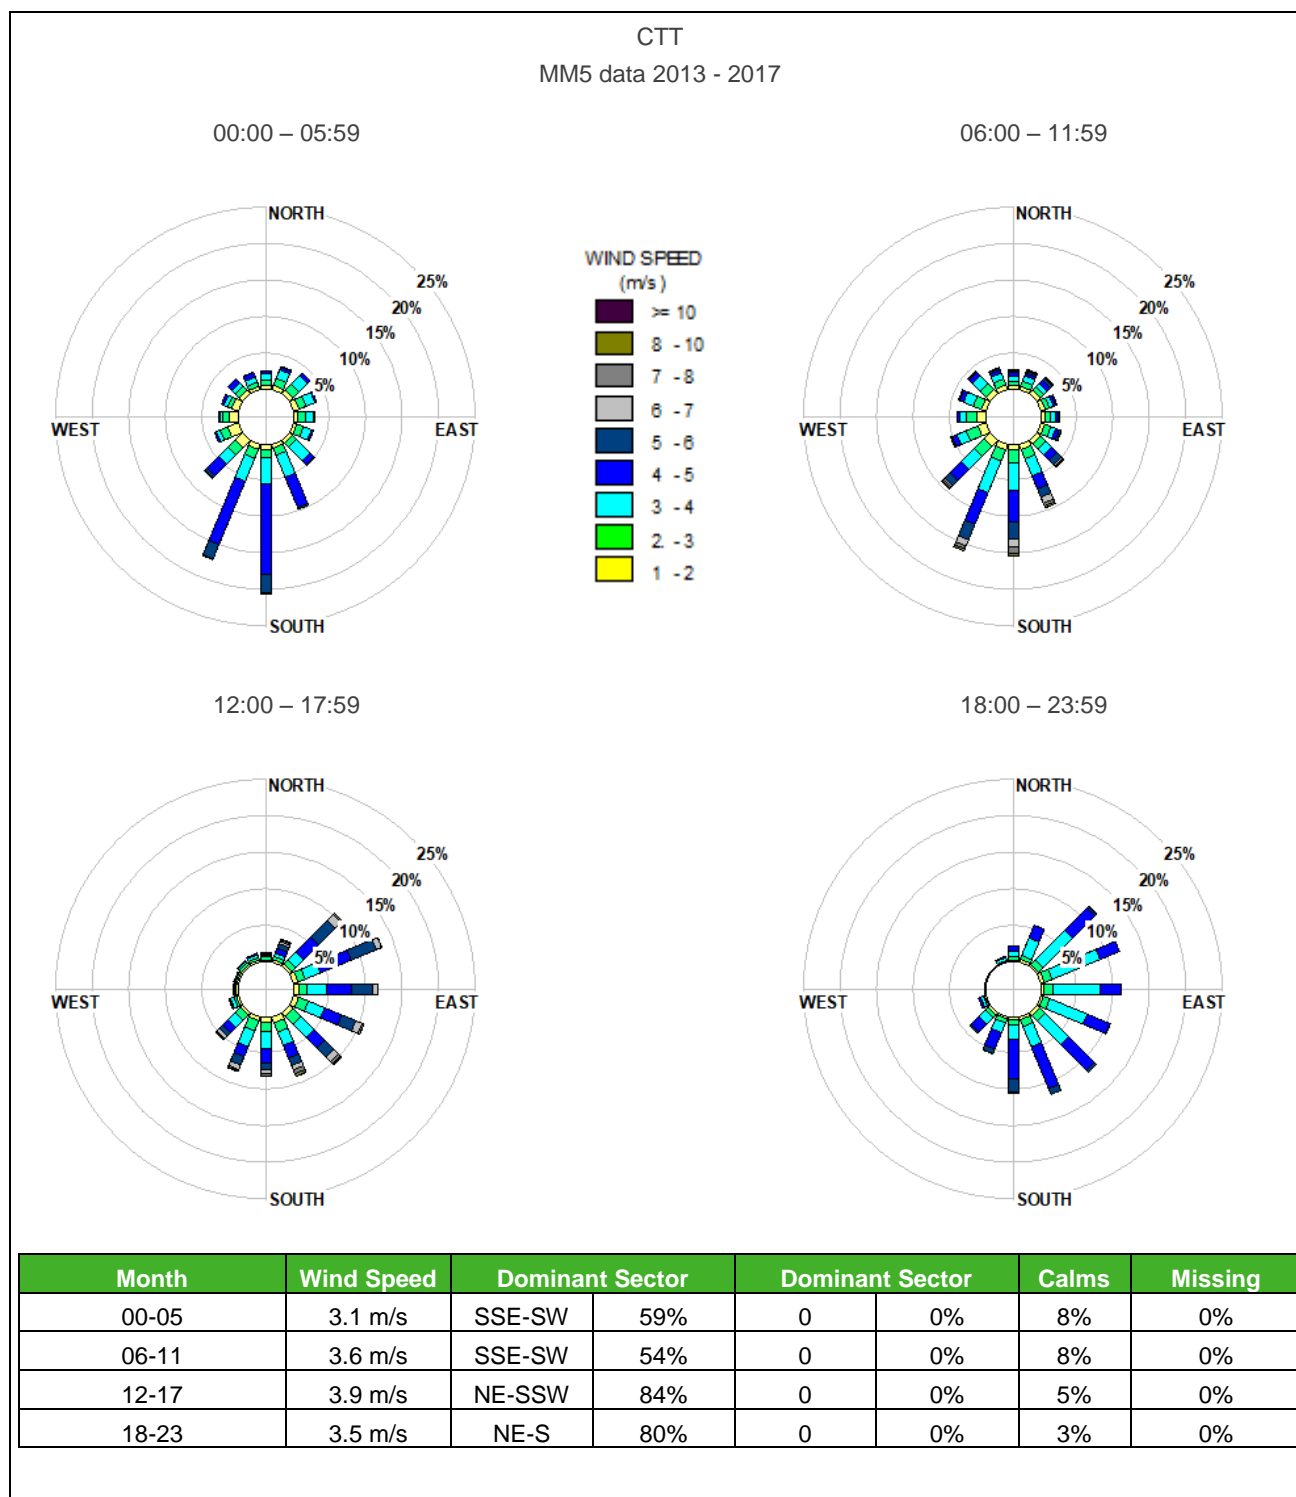 CTT
MM5 data 2013 - 2017
00:00 – 05:59
06:00 – 11:59
NORTH
25%
20%
15%
10%
5%
WEST
EAST
SOUTH
WIND SPEED
(m/s)
>= 10
8 - 10
7 - 8
6 - 7
5 - 6
4 - 5
3 - 4
2 - 3
1 - 2
NORTH
25%
20%
15%
10%
5%
WEST
EAST
SOUTH
12:00 – 17:59
18:00 – 23:59
NORTH
25%
20%
15%
10%
5%
WEST
EAST
SOUTH
NORTH
25%
20%
15%
10%
5%
WEST
EAST
SOUTH
Month Wind Speed Dominant Sector Dominant Sector Calms Missing
00-05 3.1 m/s SSE-SW 59% 0 0% 8% 0%
06-11 3.6 m/s SSE-SW 54% 0 0% 8% 0%
12-17 3.9 m/s NE-SSW 84% 0 0% 5% 0%
18-23 3.5 m/s NE-S 80% 0 0% 3% 0%